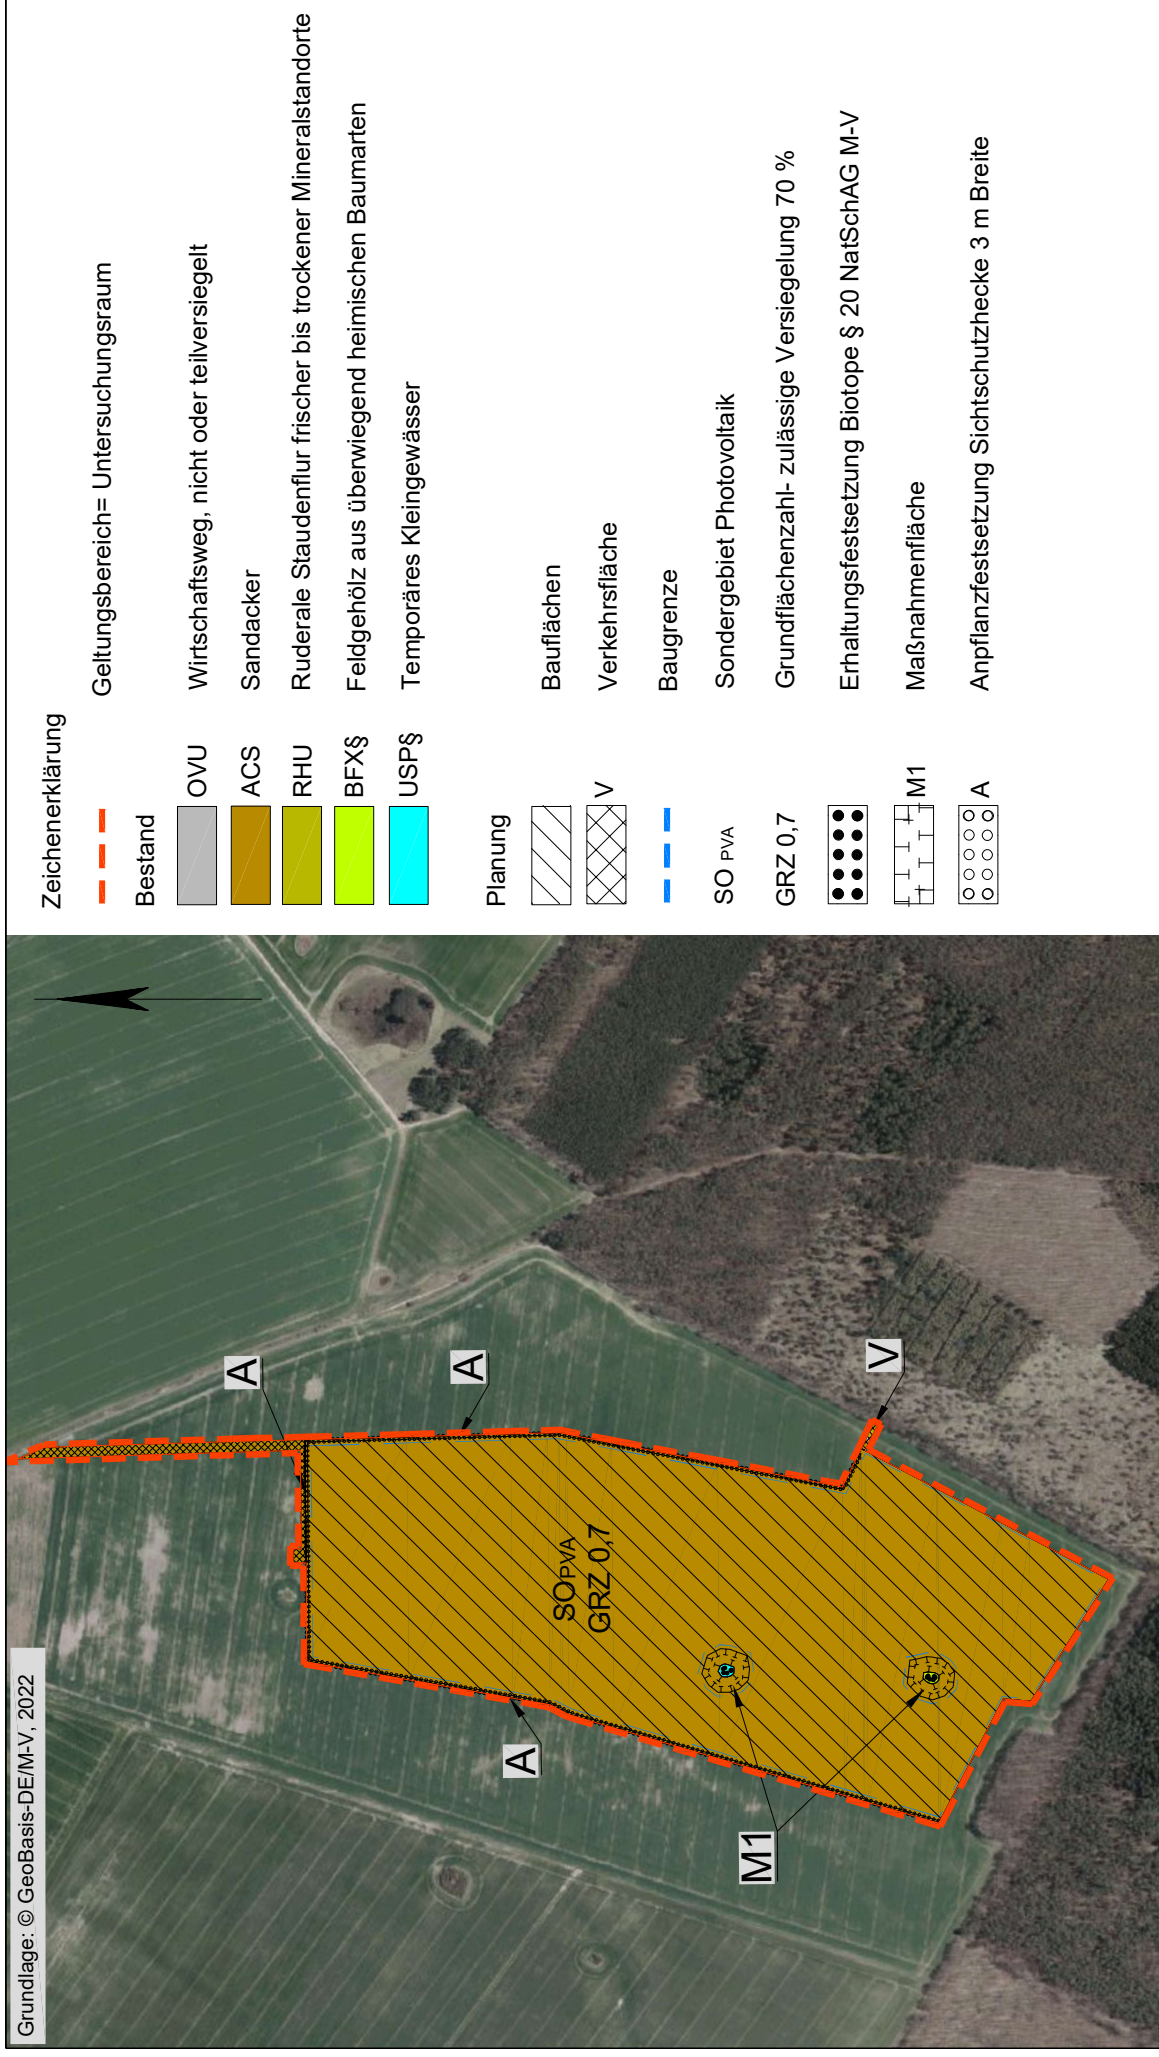 Grundlage: © GeoBasis-DE/M-V, 2022
A
A
A
V
M1
SO PVA
GRZ 0,7
Zeichenerklärung
Geltungsbereich= Untersuchungsraum
Bestand
OVU Wirtschaftsweg, nicht oder teilversiegelt
ACS Sandacker
RHU Ruderale Staudenflur frischer bis trockener Mineralstandorte
BFX§ Feldgehölz aus überwiegend heimischen Baumarten
USP§ Temporäres Kleingewässer
Planung
Bauflächen
V Verkehrsfläche
Baugrenze
SO PVA Sondergebiet Photovoltaik
GRZ 0,7 Grundflächenzahl- zulässige Versiegelung 70 %
Erhaltungsfestsetzung Biotope § 20 NatSchAG M-V
M1 Maßnahmenfläche
A Anpflanzfestsetzung Sichtschutzhecke 3 m Breite